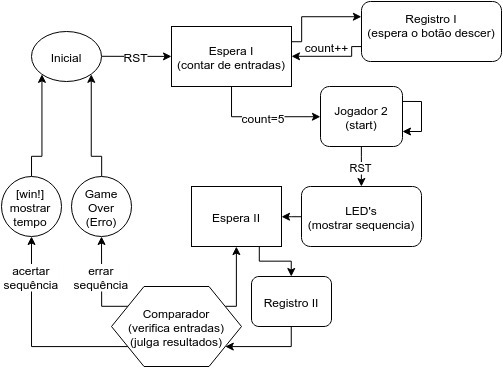 Inicial
RST
Espera I
(contar de entradas)
Registro I
(espera o botão descer)
count++
count=5
Jogador 2
(start)
RST
[win!]
mostrar
tempo
Game
Over
(Erro)
Espera II
LED's
(mostrar sequencia)
acertar
sequência
errar
sequência
Registro II
Comparador
(verifica entradas)
(julga resultados)